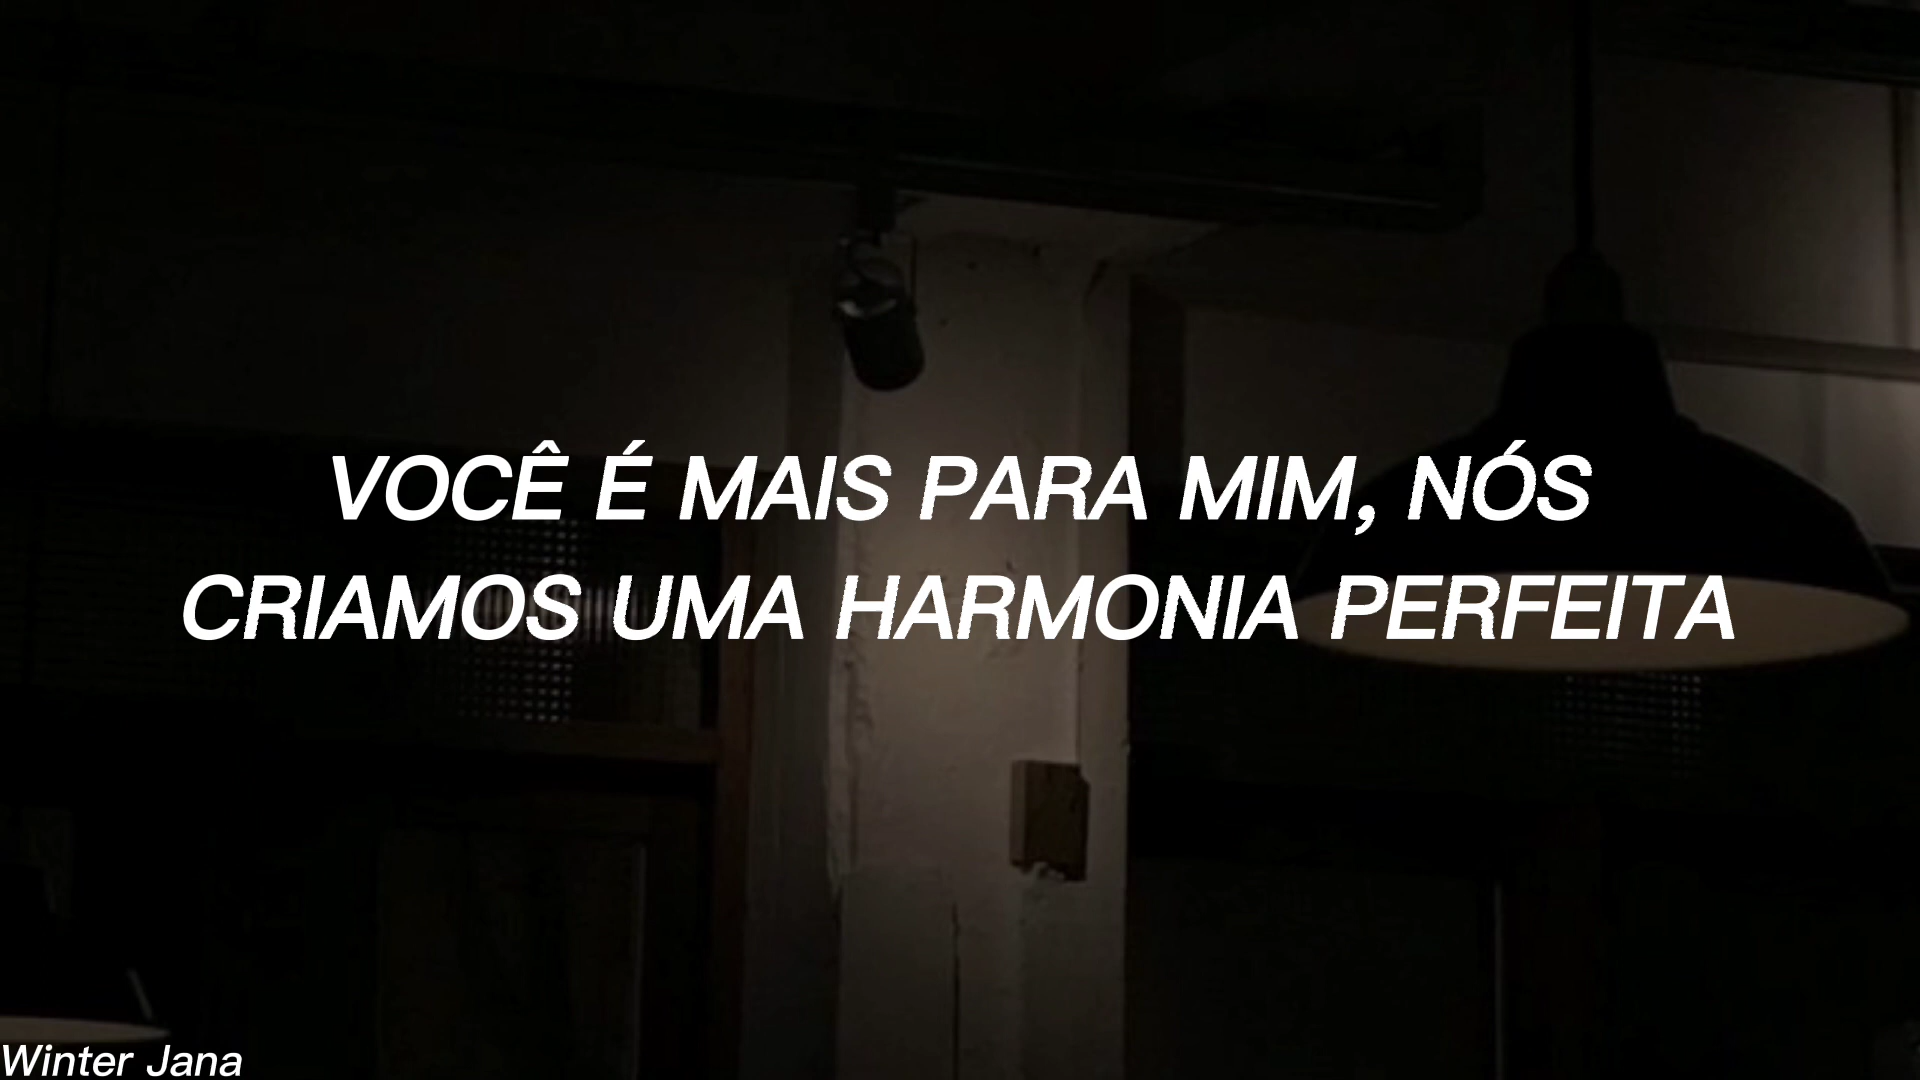 VOCÊ É MAIS PARA MIM, NÓS
CRIAMOS UMA HARMONIA PERFEITA
Winter Jana